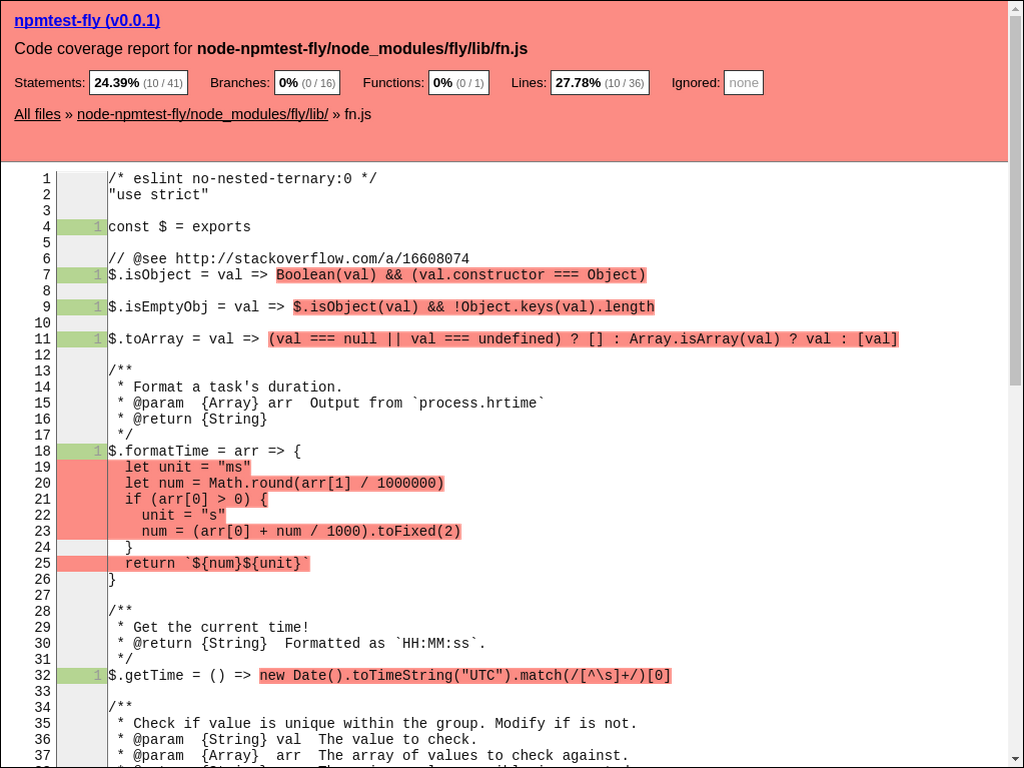 npmtest-fly (v0.0.1)
Code coverage report for node-npmtest-fly/node_modules/fly/lib/fn.js
Statements: 24.39% (10 / 41) Branches: 0% (0 / 16) Functions: 0% (0 / 1) Lines: 27.78% (10 / 36) Ignored: none
All files » node-npmtest-fly/node_modules/fly/lib/ » fn.js
1 /* eslint no-nested-ternary:0 */
2 "use strict"
3
4 1 const $ = exports
5
6 // @see http://stackoverflow.com/a/16608074
7 1 $.isObject = val => Boolean(val) && (val.constructor === Object)
8
9 1 $.isEmptyObj = val => $.isObject(val) && !Object.keys(val).length
10
11 1 $.toArray = val => (val === null || val === undefined) ? [] : Array.isArray(val) ? val : [val]
12
13 /**
14 * Format a task's duration.
15 * @param  {Array} arr  Output from `process.hrtime`
16 * @return {String}
17 */
18 1 $.formatTime = arr => {
19 let unit = "ms"
20 let num = Math.round(arr[1] / 1000000)
21 if (arr[0] > 0) {
22 unit = "s"
23 num = (arr[0] + num / 1000).toFixed(2)
24 }
25 return `${num}${unit}`
26 }
27
28 /**
29 * Get the current time!
30 * @return {String}  Formatted as `HH:MM:ss`.
31 */
32 1 $.getTime = () => new Date().toTimeString("UTC").match(/[^\s]+/)[0]
33
34 /**
35 * Check if value is unique within the group. Modify if is not.
36 * @param  {String} val  The value to check.
37 * @param  {Array}  arr  The array of values to check against.